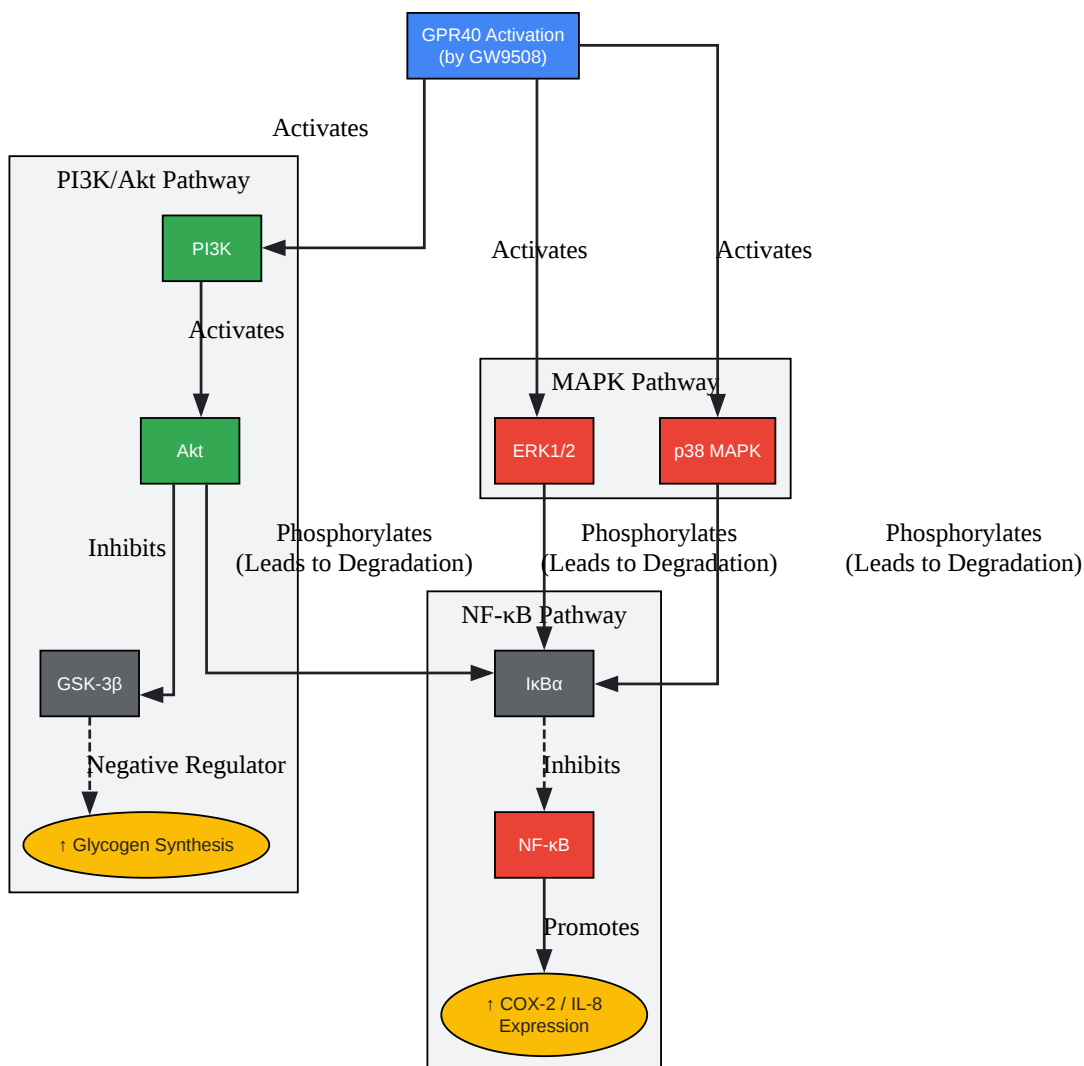 GPR40 Activation
(by GW9508)
Activates
PI3K/Akt Pathway
PI3K
Activates
Activates
Activates
MAPK Pathway
Akt
ERK1/2
p38 MAPK
Inhibits
Phosphorylates
(Leads to Degradation)
Phosphorylates
(Leads to Degradation)
Phosphorylates
(Leads to Degradation)
NF-κB Pathway
GSK-3β
IκBα
Negative Regulator
Inhibits
↑ Glycogen Synthesis
NF-κB
Promotes
↑ COX-2 / IL-8
Expression